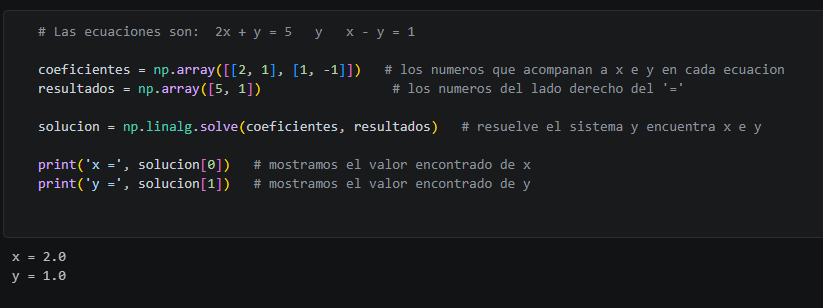 # Las ecuaciones son:  2x + y = 5   y   x - y = 1
coeficientes = np.array([[2, 1], [1, -1]])   # los numeros que acompanan a x e y en cada ecuacion
resultados = np.array([5, 1])                 # los numeros del lado derecho del '='
solucion = np.linalg.solve(coeficientes, resultados)   # resuelve el sistema y encuentra x e y
print('x =', solucion[0])   # mostramos el valor encontrado de x
print('y =', solucion[1])   # mostramos el valor encontrado de y
x = 2.0
y = 1.0